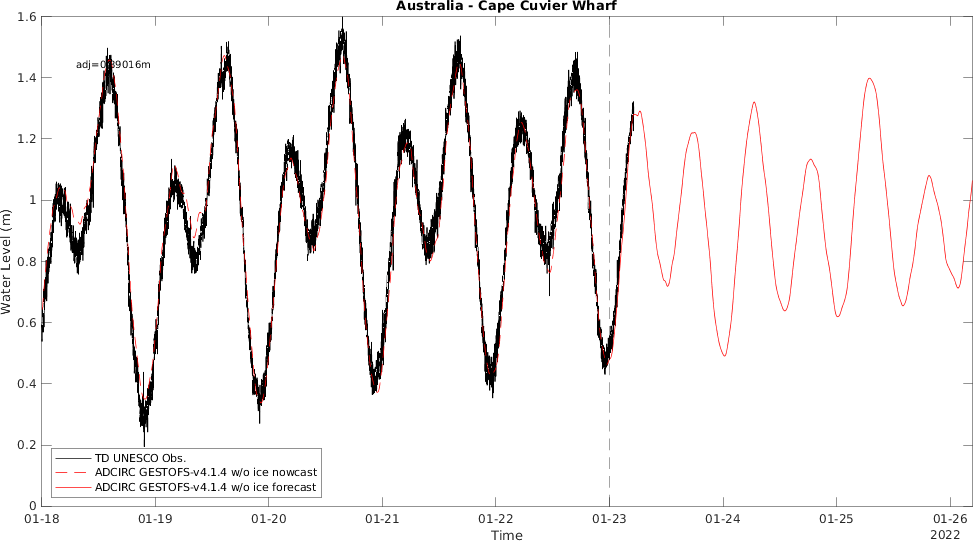 Australia - Cape Cuvier Wharf
1.6
1.4
1.2
1
0.8
0.6
0.4
0.2
0
Water Level (m)
adj=0.39016m
TD UNESCO Obs.
ADCIRC GESTOFS-v4.1.4 w/o ice nowcast
ADCIRC GESTOFS-v4.1.4 w/o ice forecast
01-18 01-19 01-20 01-21 01-22 01-23 01-24 01-25 01-26
Time
2022